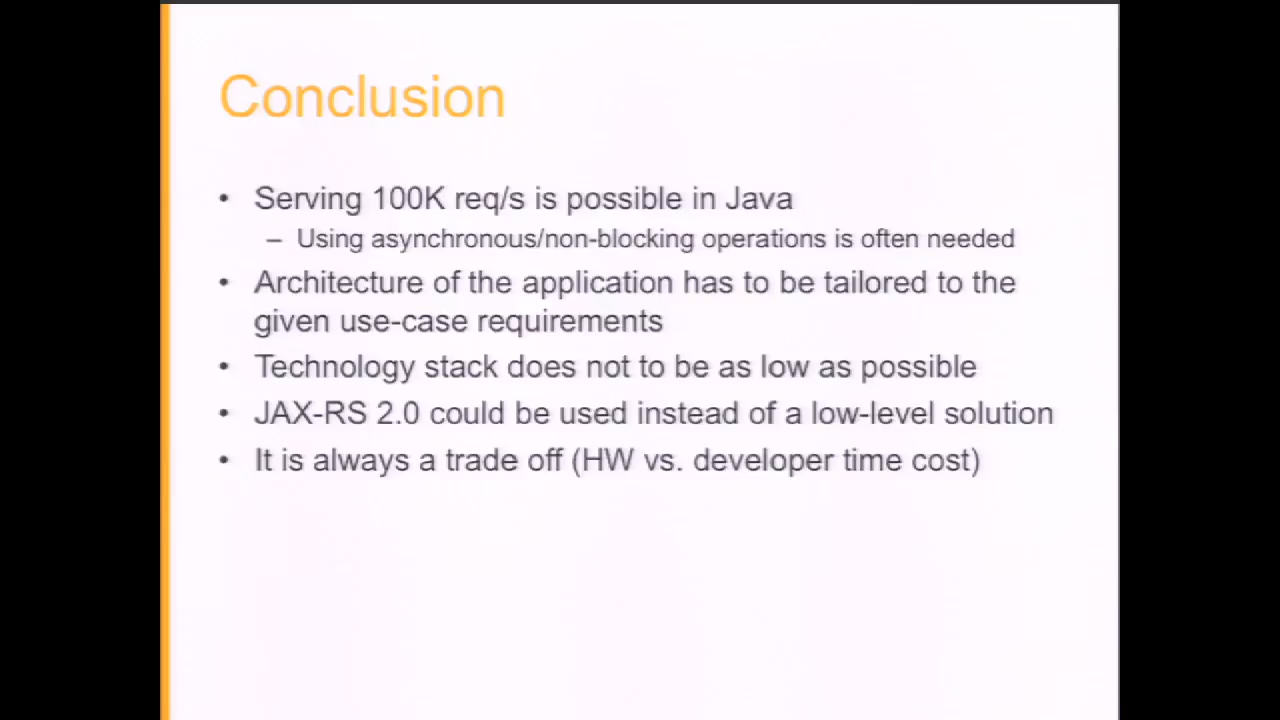 Conclusion
• Serving 100K req/s is possible in Java
– Using asynchronous/non-blocking operations is often needed
• Architecture of the application has to be tailored to the
given use-case requirements
• Technology stack does not to be as low as possible
• JAX-RS 2.0 could be used instead of a low-level solution
• It is always a trade off (HW vs. developer time cost)